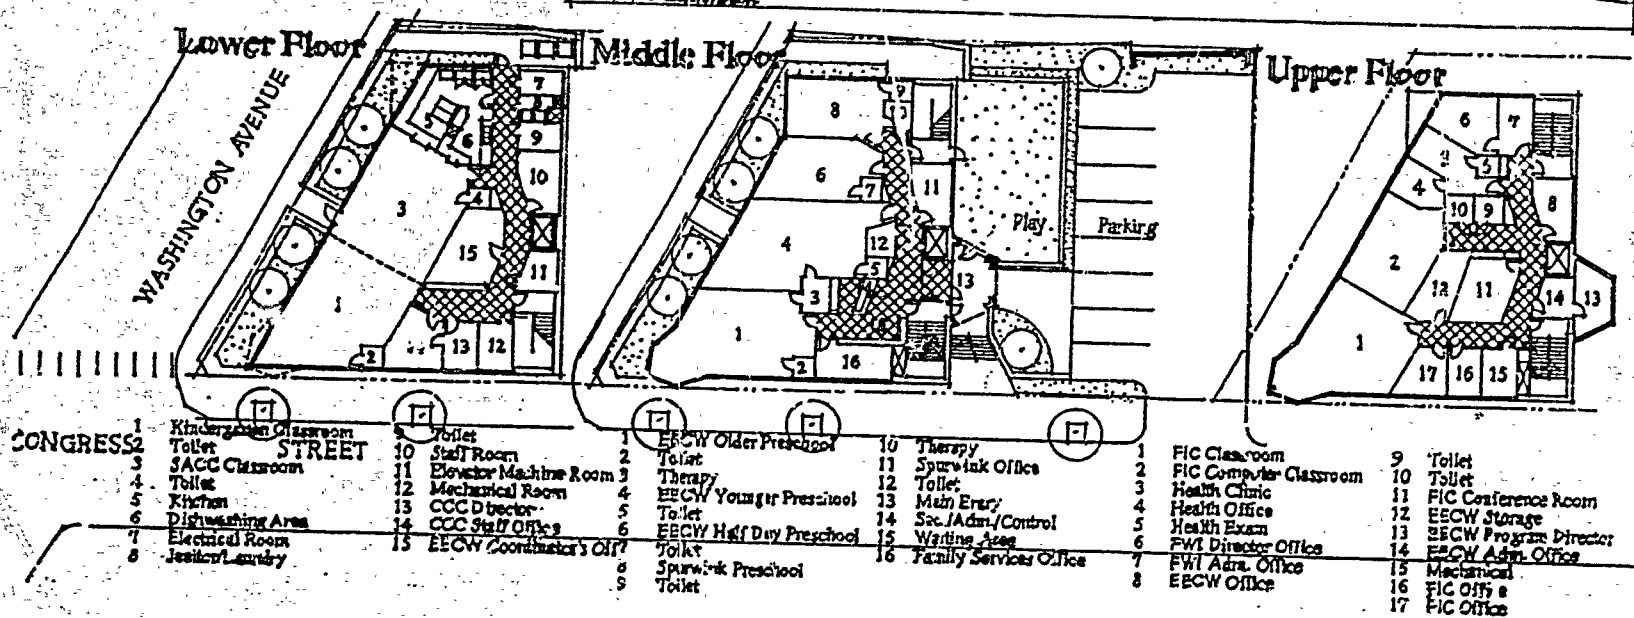 Lower Floor
Middle Floor
Upper Floor
WASHINGTON AVENUE
Play
Parking
CONGRESS STREET
1 Kindergarten Classroom
2 Toilet
3 SACC Classroom
4 Toilet
5 Kitchen
6 Dishwashing Area
7 Electrical Room
8 Janitor/Laundry
9 Toilet
10 Staff Room
11 Elevator Machine Room
12 Mechanical Room
13 CCC Director
14 CCC Staff Office
15 EECW Coordinator's Off
1 EECW Older Preschool
2 Toilet
3 Therapy
4 EECW Younger Preschool
5 Toilet
6 EECW Half Day Preschool
7 Toilet
8 Spurwink Preschool
9 Toilet
10 Therapy
11 Spurwink Office
12 Toilet
13 Main Entry
14 Sec./Adm./Control
15 Waiting Area
16 Family Services Office
1 FIC Classroom
2 FIC Computer Classroom
3 Health Clinic
4 Health Office
5 Health Exam
6 FWI Director Office
7 FWI Adm. Office
8 EECW Office
9 Toilet
10 Toilet
11 FIC Conference Room
12 EECW Storage
13 EECW Program Director
14 EECW Adm. Office
15 Mechanical
16 FIC Office
17 FIC Office